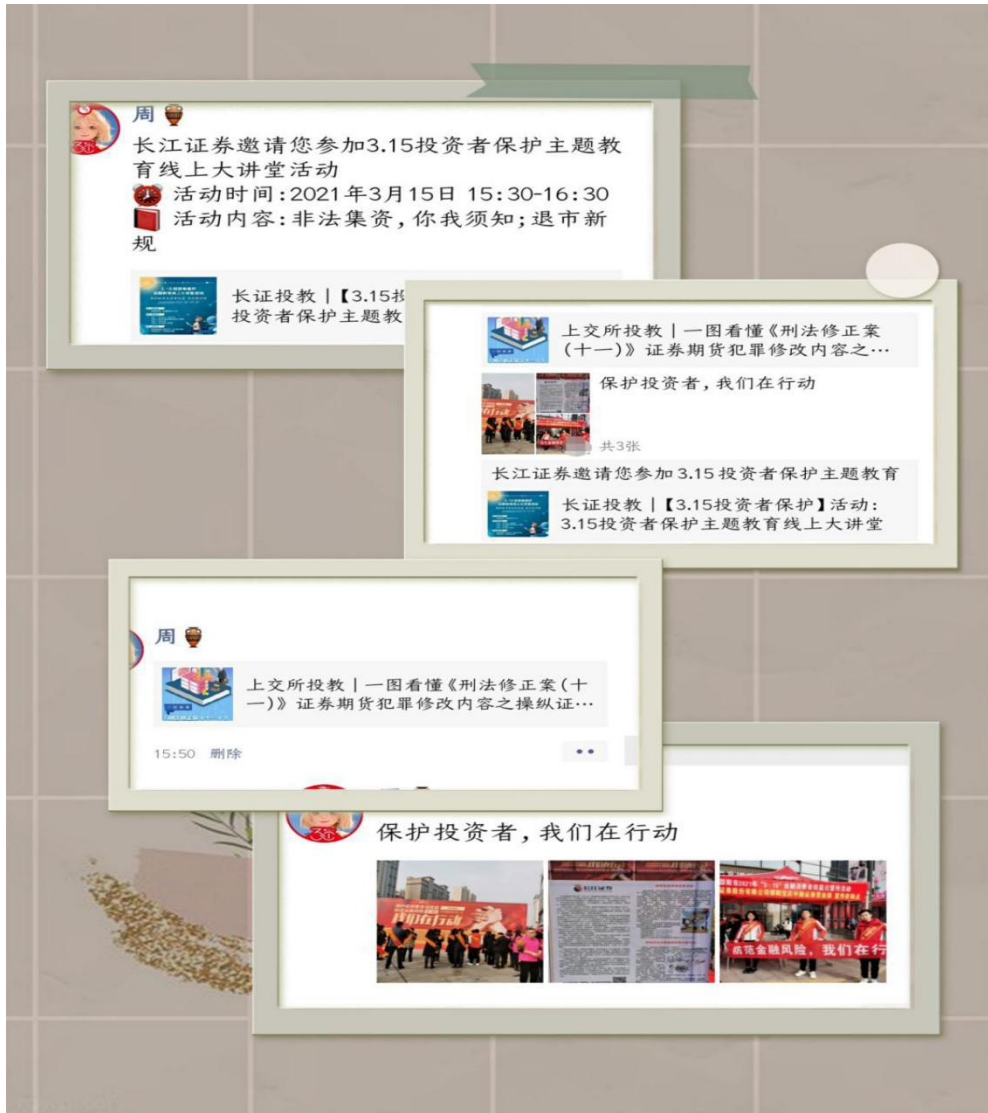 周
长江证券邀请您参加3.15投资者保护主题教
育线上大讲堂活动
活动时间:2021年3月15日 15:30-16:30
活动内容:非法集资,你我须知;退市新
规
长证投教|【3.15投
投资者保护主题教
上交所投教|一图看懂《刑法修正案
(十一)》证券期货犯罪修改内容之…
保护投资者,我们在行动
共3张
长江证券邀请您参加3.15投资者保护主题教育
长证投教|【3.15投资者保护】活动:
3.15投资者保护主题教育线上大讲堂
周
上交所投教|一图看懂《刑法修正案(十
一)》证券期货犯罪修改内容之操纵证…
15:50 删除
保护投资者,我们在行动
我们在行动
长江证券
防范金融风险,我们在行